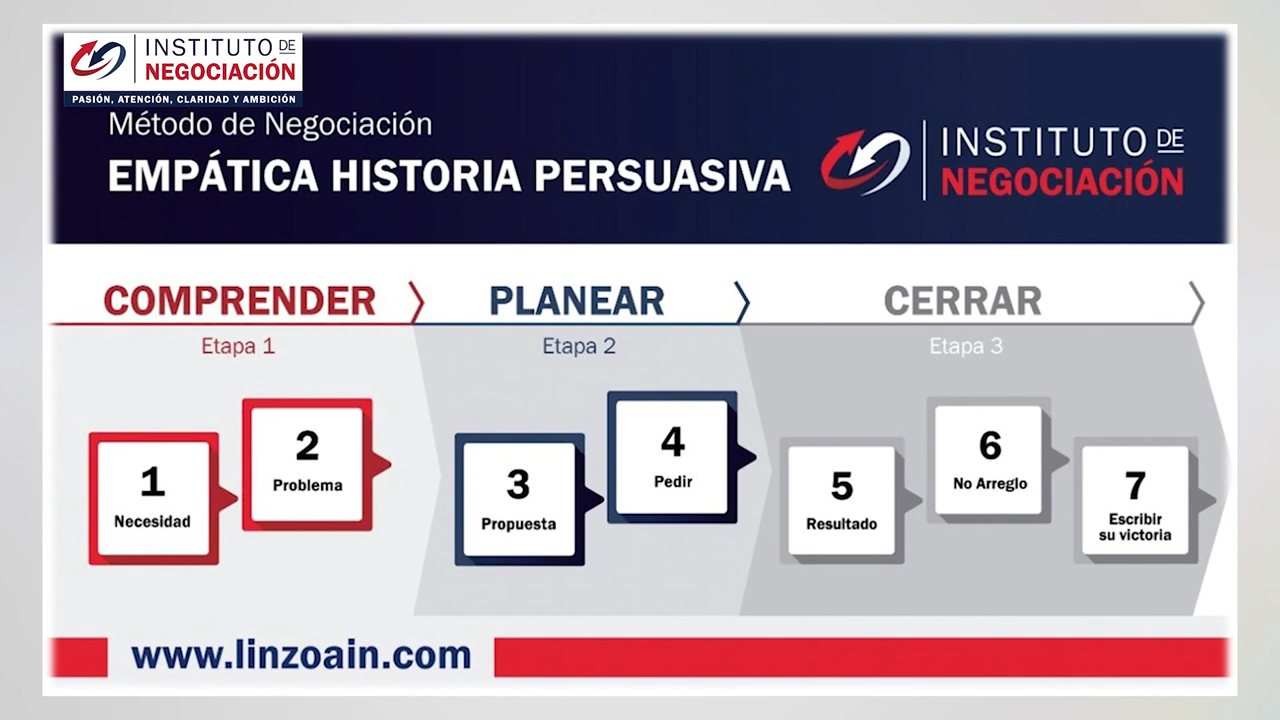 INSTITUTO DE
NEGOCIACIÓN
PASIÓN, ATENCIÓN, CLARIDAD Y AMBICIÓN
Método de Negociación
EMPÁTICA HISTORIA PERSUASIVA
INSTITUTO DE
NEGOCIACIÓN
COMPRENDER
PLANEAR
CERRAR
Etapa 1
Etapa 2
Etapa 3
1
Necesidad
2
Problema
3
Propuesta
4
Pedir
5
Resultado
6
No Arreglo
7
Escribir
su victoria
www.linzoain.com